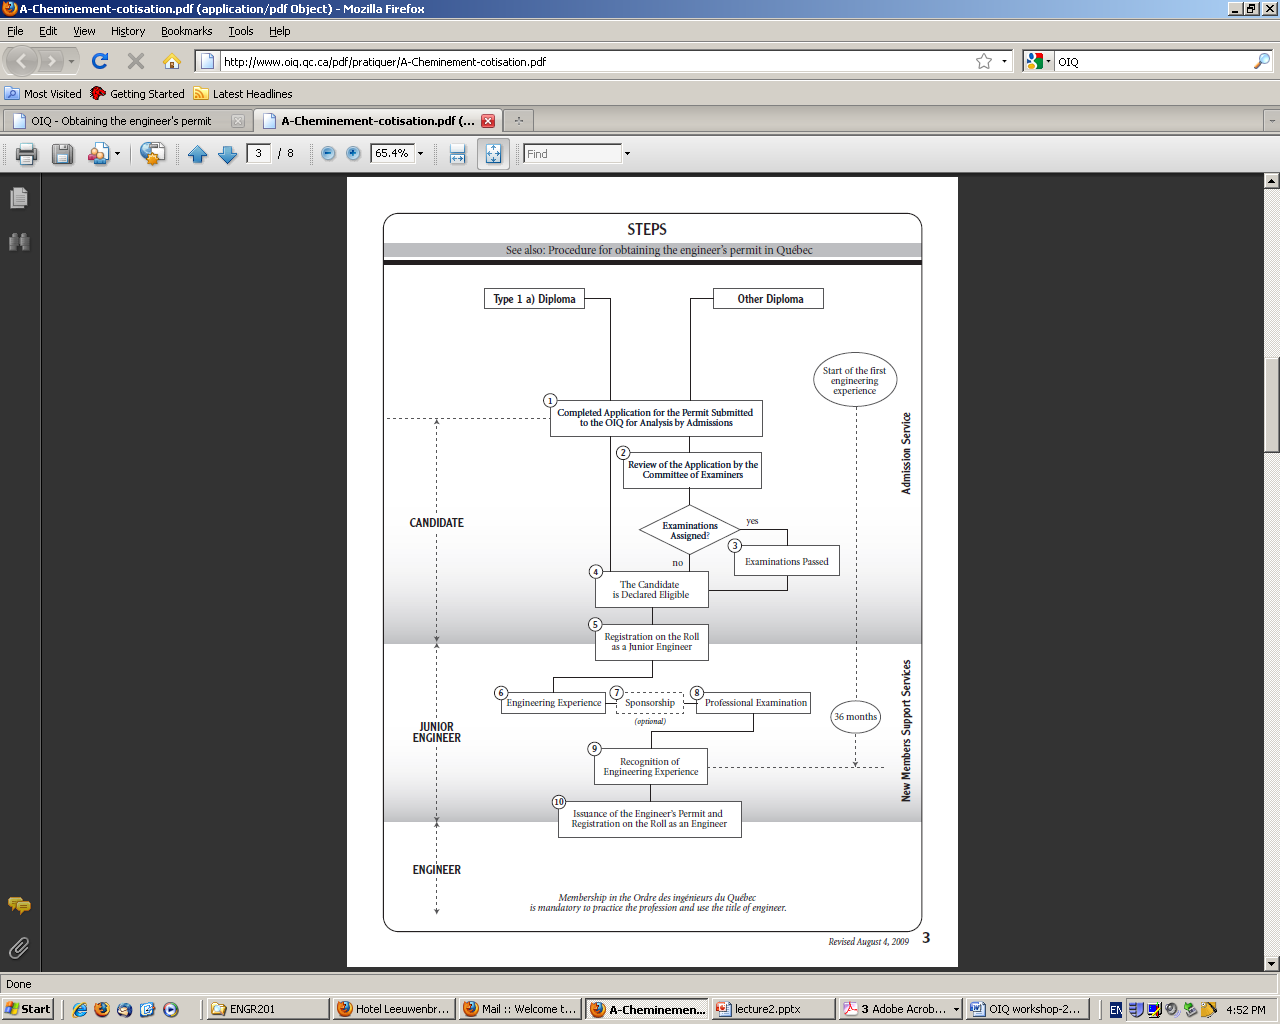 A-Cheminement-cotisation.pdf (application/pdf Object) - Mozilla Firefox
File Edit View History Bookmarks Tools Help
http://www.oiq.qc.ca/pdf/pratiquer/A-Cheminement-cotisation.pdf
OIQ
Most Visited Getting Started Latest Headlines
OIQ - Obtaining the engineer's permit
A-Cheminement-cotisation.pdf (...
3 / 8
65.4%
Find
STEPS
See also: Procedure for obtaining the engineer's permit in Québec
Type 1 a) Diploma
Other Diploma
Start of the first
engineering
experience
1
Completed Application for the Permit Submitted
to the OIQ for Analysis by Admissions
Admission Service
2
Review of the Application by the
Committee of Examiners
CANDIDATE
Examinations
Assigned?
yes
no
3
Examinations Passed
4
The Candidate
is Declared Eligible
5
Registration on the Roll
as a Junior Engineer
6
Engineering Experience
7
Sponsorship
(optional)
8
Professional Examination
36 months
New Members Support Services
JUNIOR
ENGINEER
9
Recognition of
Engineering Experience
10
Issuance of the Engineer's Permit and
Registration on the Roll as an Engineer
ENGINEER
Membership in the Ordre des ingénieurs du Québec
is mandatory to practice the profession and use the title of engineer.
Revised August 4, 2009 3
Done
Start
ENGR201
Hotel Leeuwenbr...
Mail :: Welcome t...
A-Cheminemen...
lecture2.pptx
3 Adobe Acrob...
OIQ workshop-2...
EN
4:52 PM